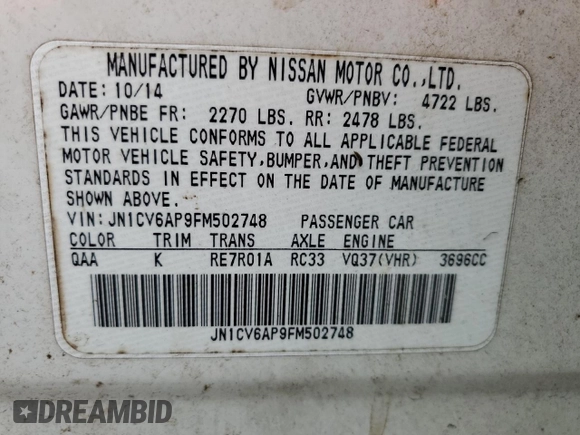 MANUFACTURED BY NISSAN MOTOR CO.,LTD.
DATE: 10/14 GVWR/PNBV: 4722 LBS.
GAWR/PNBE FR: 2270 LBS. RR: 2478 LBS.
THIS VEHICLE CONFORMS TO ALL APPLICABLE FEDERAL
MOTOR VEHICLE SAFETY,BUMPER,AND THEFT PREVENTION
STANDARDS IN EFFECT ON THE DATE OF MANUFACTURE
SHOWN ABOVE.
VIN: JN1CV6AP9FM502748 PASSENGER CAR
COLOR TRIM TRANS AXLE ENGINE
QAA K RE7R01A RC33 VQ37(VHR) 3696CC
JN1CV6AP9FM502748
DREAMBID